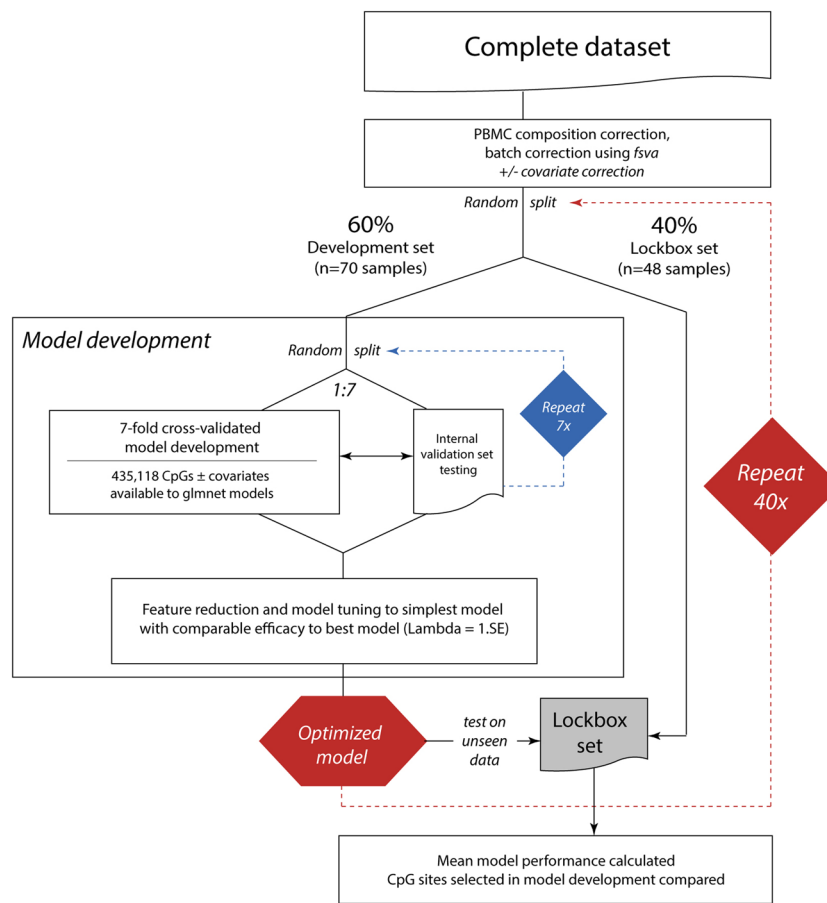 Complete dataset
PBMC composition correction,
batch correction using fsva
+/- covariate correction
Random split
60%
Development set
(n=70 samples)
40%
Lockbox set
(n=48 samples)
Model development
Random split
1:7
7-fold cross-validated
model development
435,118 CpGs ± covariates
available to glmnet models
Internal
validation set
testing
Repeat
7x
Repeat
40x
Feature reduction and model tuning to simplest model
with comparable efficacy to best model (Lambda = 1.SE)
Optimized
model
test on
unseen
data
Lockbox
set
Mean model performance calculated
CpG sites selected in model development compared